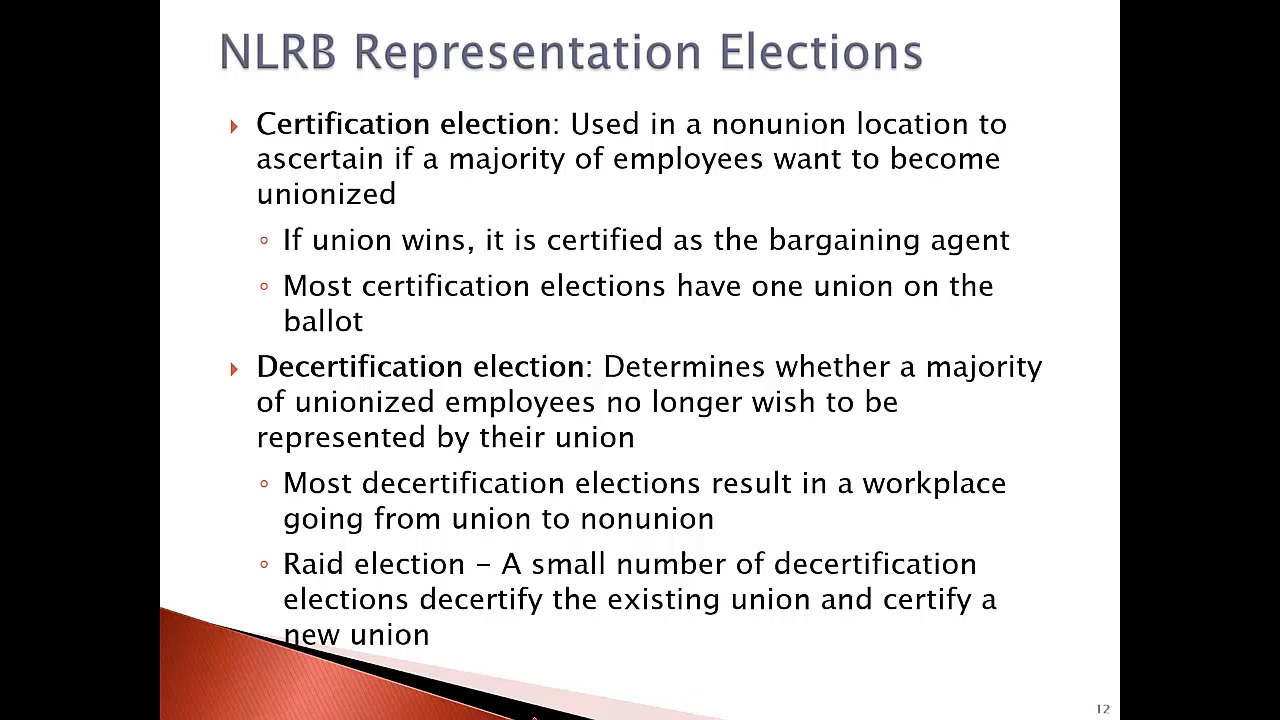 NLRB Representation Elections
Certification election: Used in a nonunion location to
ascertain if a majority of employees want to become
unionized
If union wins, it is certified as the bargaining agent
Most certification elections have one union on the
ballot
Decertification election: Determines whether a majority
of unionized employees no longer wish to be
represented by their union
Most decertification elections result in a workplace
going from union to nonunion
Raid election – A small number of decertification
elections decertify the existing union and certify a
new union
12